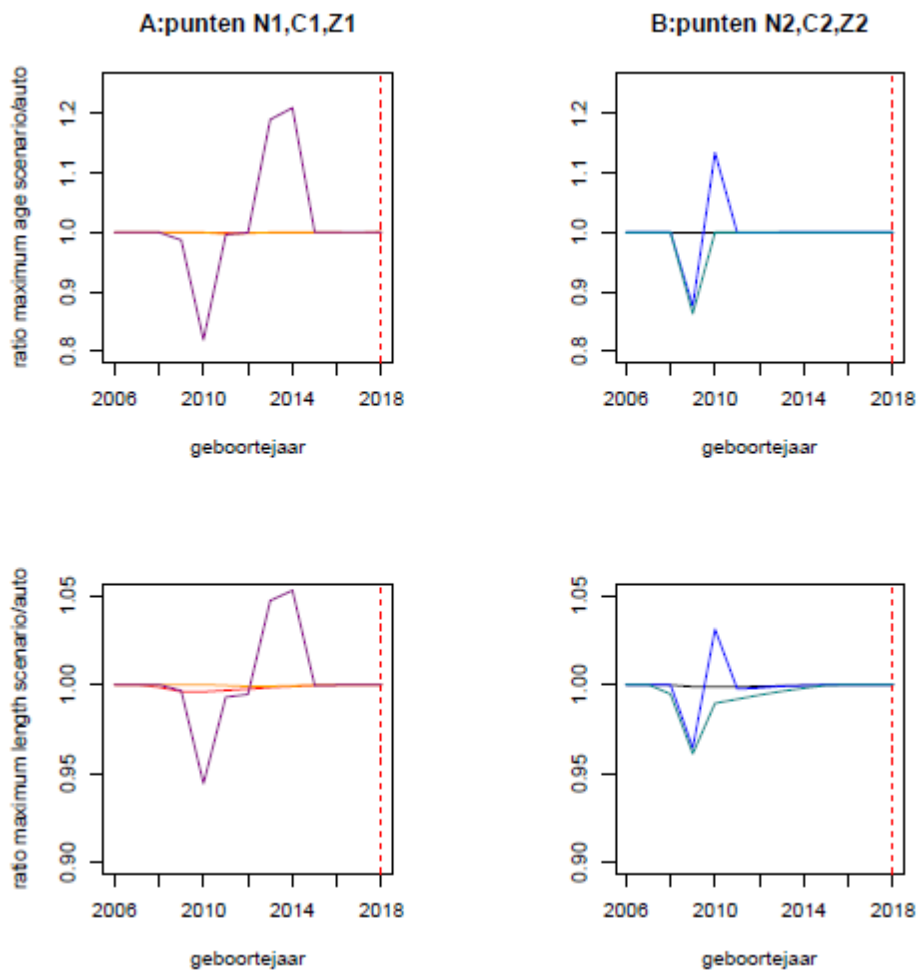 A:punten N1,C1,Z1
ratio maximum age scenario/auto
1.2
1.1
1.0
0.9
0.8
2006 2010 2014 2018
geboortejaar
B:punten N2,C2,Z2
1.2
1.1
1.0
0.9
0.8
2006 2010 2014 2018
geboortejaar
ratio maximum length scenario/auto
1.05
1.00
0.95
0.90
2006 2010 2014 2018
geboortejaar
1.05
1.00
0.95
0.90
2006 2010 2014 2018
geboortejaar